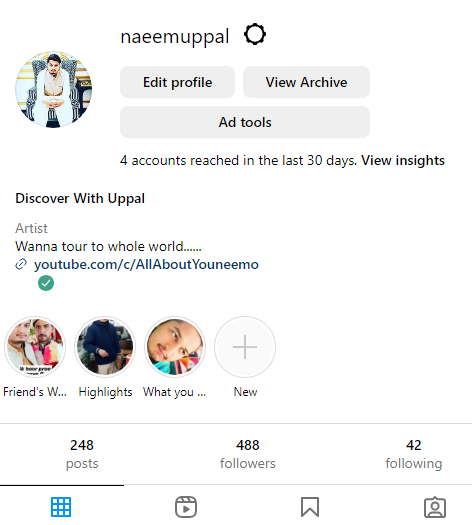 naeemuppal
Edit profile View Archive
Ad tools
4 accounts reached in the last 30 days. View insights
Discover With Uppal
Artist
Wanna tour to whole world......
youtube.com/c/AllAboutYouneemo
Friend's W... Highlights What you ... New
248 488 42
posts followers following